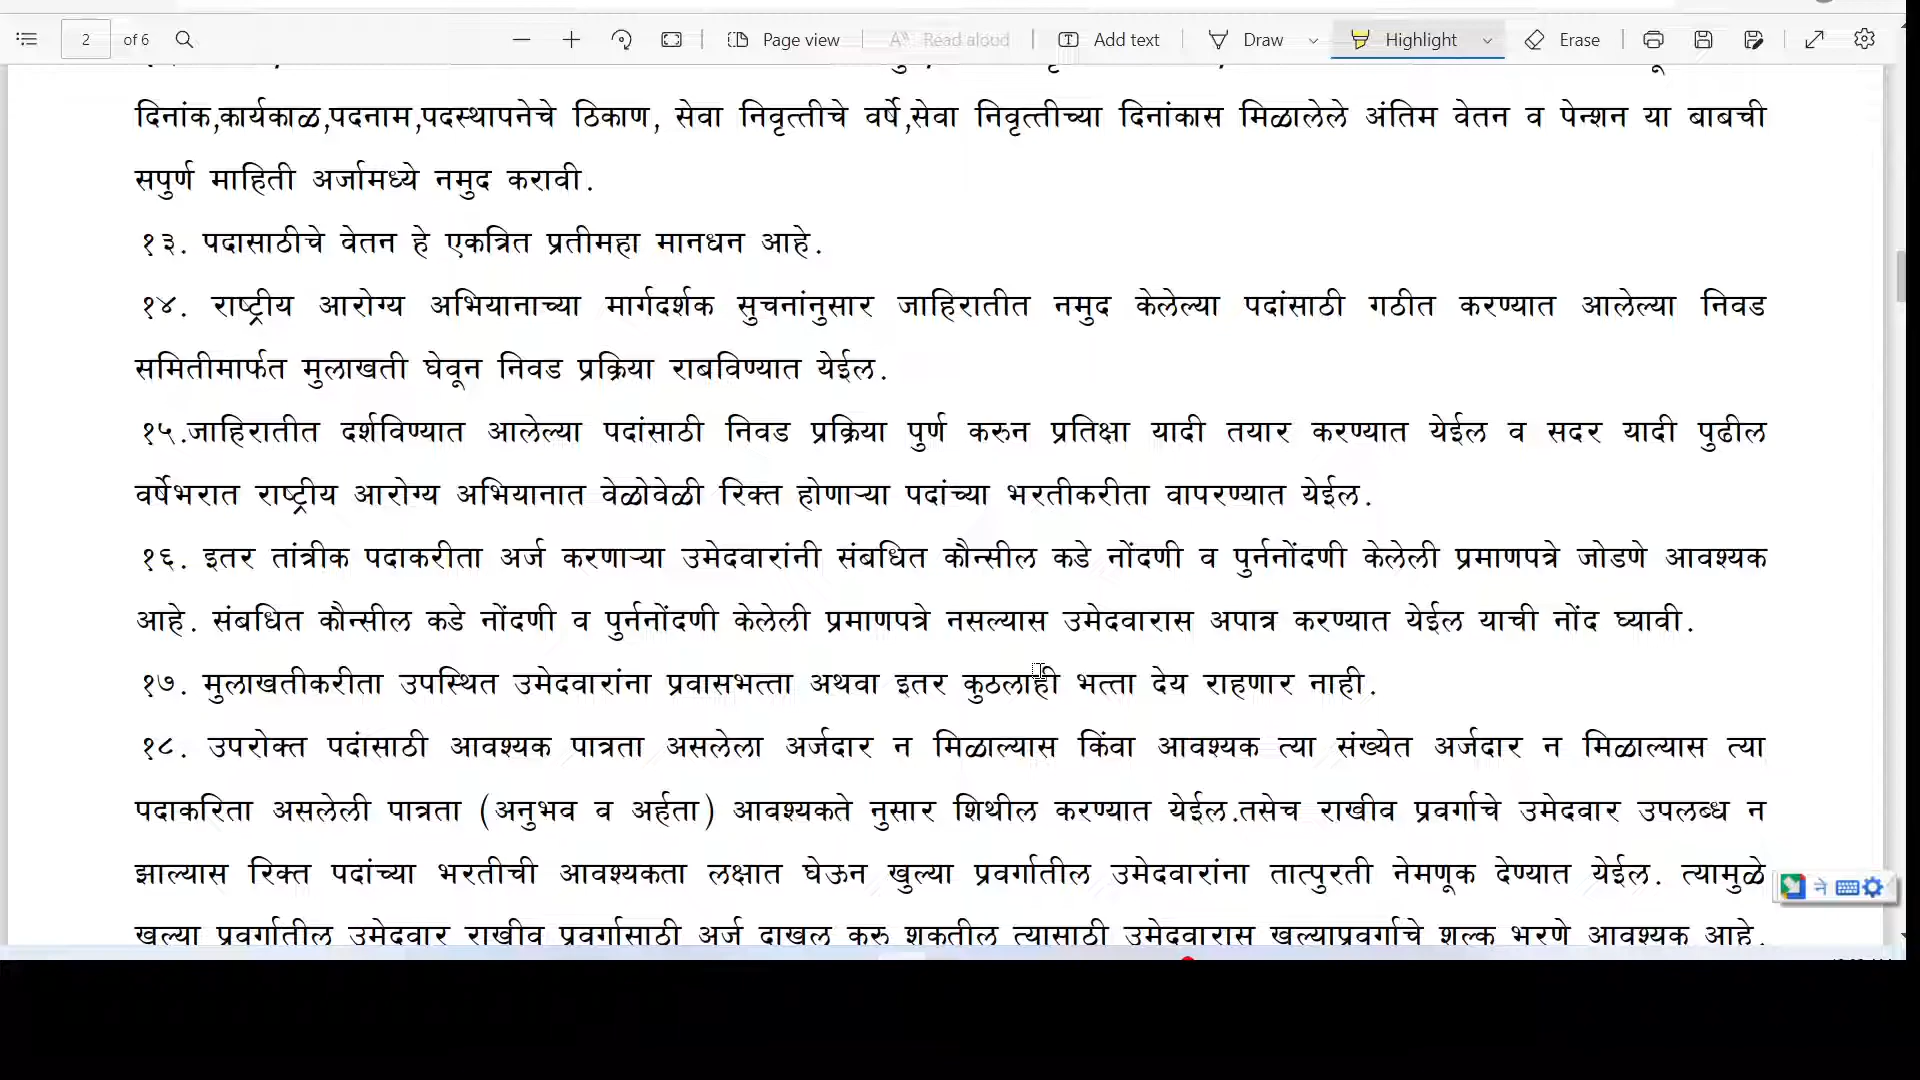 2 of 6 Page view Read aloud Add text Draw Highlight Erase
दिनांक,कार्यकाळ,पदनाम,पदस्थापनेचे ठिकाण, सेवा निवृत्तीचे वर्षे,सेवा निवृत्तीच्या दिनांकास मिळालेले अंतिम वेतन व पेन्शन या बाबची
सपुर्ण माहिती अर्जामध्ये नमुद करावी.
१३. पदासाठीचे वेतन हे एकत्रित प्रतीमहा मानधन आहे.
१४. राष्ट्रीय आरोग्य अभियानाच्या मार्गदर्शक सुचनांनुसार जाहिरातीत नमुद केलेल्या पदांसाठी गठीत करण्यात आलेल्या निवड
समितीमार्फत मुलाखती घेवून निवड प्रक्रिया राबविण्यात येईल.
१५.जाहिरातीत दर्शविण्यात आलेल्या पदांसाठी निवड प्रक्रिया पुर्ण करुन प्रतिक्षा यादी तयार करण्यात येईल व सदर यादी पुढील
वर्षेभरात राष्ट्रीय आरोग्य अभियानात वेळोवेळी रिक्त होणाऱ्या पदांच्या भरतीकरीता वापरण्यात येईल.
१६. इतर तांत्रीक पदाकरीता अर्ज करणाऱ्या उमेदवारांनी संबधित कौन्सील कडे नोंदणी व पुर्ननोंदणी केलेली प्रमाणपत्रे जोडणे आवश्यक
आहे. संबधित कौन्सील कडे नोंदणी व पुर्ननोंदणी केलेली प्रमाणपत्रे नसल्यास उमेदवारास अपात्र करण्यात येईल याची नोंद घ्यावी.
१७. मुलाखतीकरीता उपस्थित उमेदवारांना प्रवासभत्ता अथवा इतर कुठलाही भत्ता देय राहणार नाही.
१८. उपरोक्त पदांसाठी आवश्यक पात्रता असलेला अर्जदार न मिळाल्यास किंवा आवश्यक त्या संख्येत अर्जदार न मिळाल्यास त्या
पदाकरिता असलेली पात्रता (अनुभव व अर्हता) आवश्यकते नुसार शिथील करण्यात येईल.तसेच राखीव प्रवर्गाचे उमेदवार उपलब्ध न
झाल्यास रिक्त पदांच्या भरतीची आवश्यकता लक्षात घेऊन खुल्या प्रवर्गातील उमेदवारांना तात्पुरती नेमणूक देण्यात येईल. त्यामुळे
ने
खुल्या प्रवर्गातील उमेदवार राखीव प्रवर्गासाठी अर्ज दाखल करु शकतील त्यासाठी उमेदवारास खुल्याप्रवर्गाचे शुल्क भरणे आवश्यक आहे.